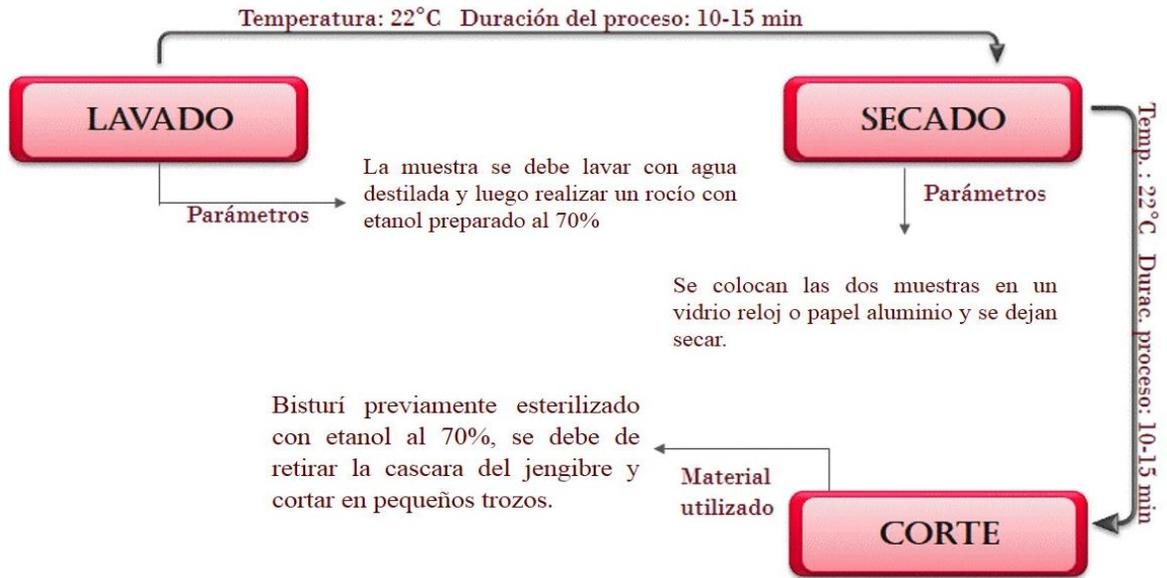 Temperatura: 22°C Duración del proceso: 10-15 min
LAVADO
SECADO
La muestra se debe lavar con agua
destilada y luego realizar un rocío con
etanol preparado al 70%
Parámetros
Parámetros
Temp. : 22°C Durac. proceso: 10-15 min
Se colocan las dos muestras en un
vidrio reloj o papel aluminio y se dejan
secar.
Bisturí previamente esterilizado
con etanol al 70%, se debe de
retirar la cascara del jengibre y
cortar en pequeños trozos.
Material
utilizado
CORTE